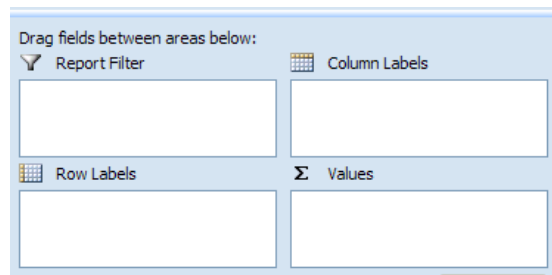 Drag fields between areas below:
Report Filter
Column Labels
Row Labels
Σ Values